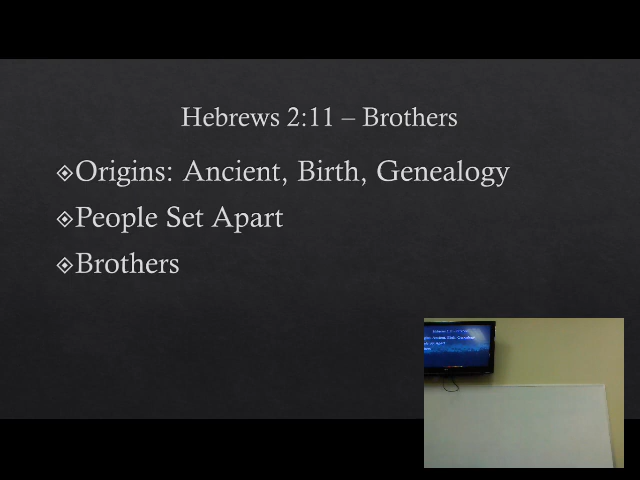 Hebrews 2:11 – Brothers
Origins: Ancient, Birth, Genealogy
People Set Apart
Brothers